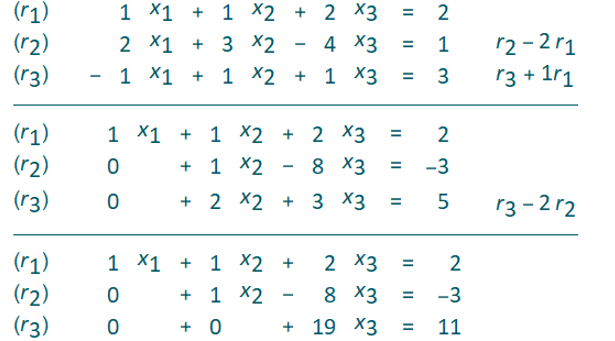 (r1) 1 x1 + 1 x2 + 2 x3 = 2
(r2) 2 x1 + 3 x2 − 4 x3 = 1 r2 − 2 r1
(r3) − 1 x1 + 1 x2 + 1 x3 = 3 r3 + 1r1
(r1) 1 x1 + 1 x2 + 2 x3 = 2
(r2) 0 + 1 x2 − 8 x3 = −3
(r3) 0 + 2 x2 + 3 x3 = 5 r3 − 2 r2
(r1) 1 x1 + 1 x2 + 2 x3 = 2
(r2) 0 + 1 x2 − 8 x3 = −3
(r3) 0 + 0 + 19 x3 = 11